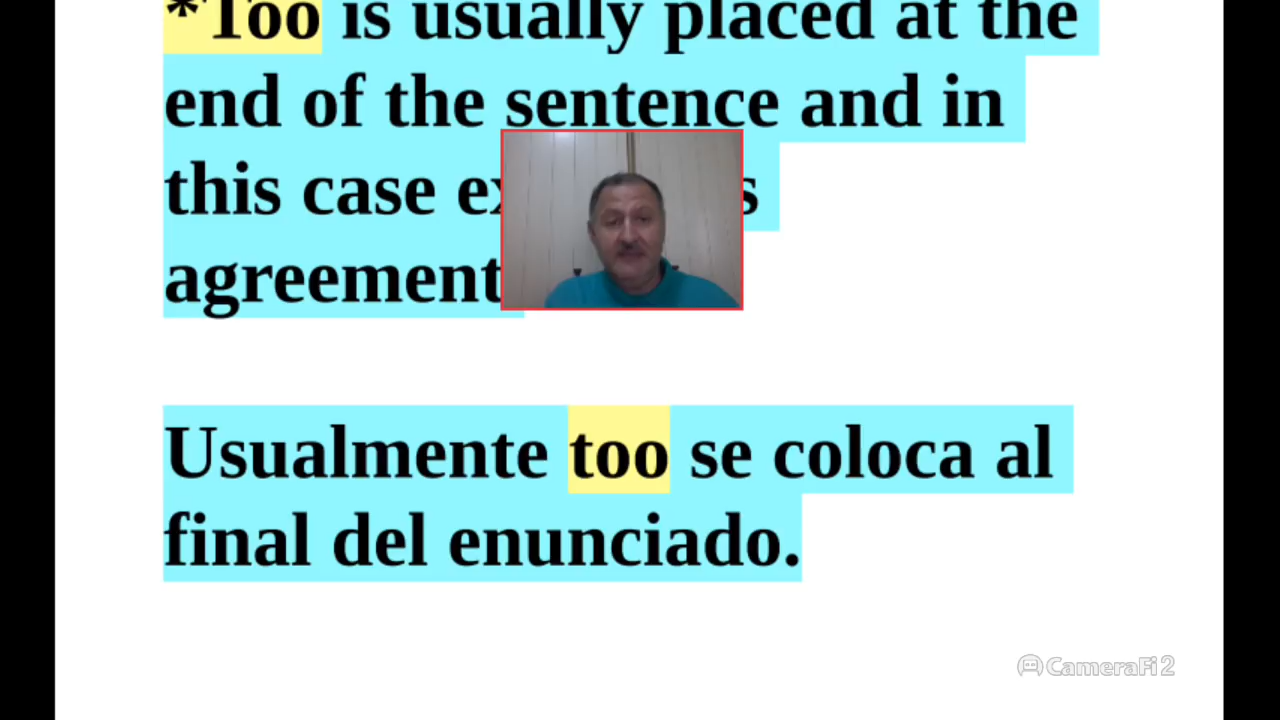 *Too is usually placed at the
end of the sentence and in
this case
agreement
Usualmente too se coloca al
final del enunciado.
CameraFi2